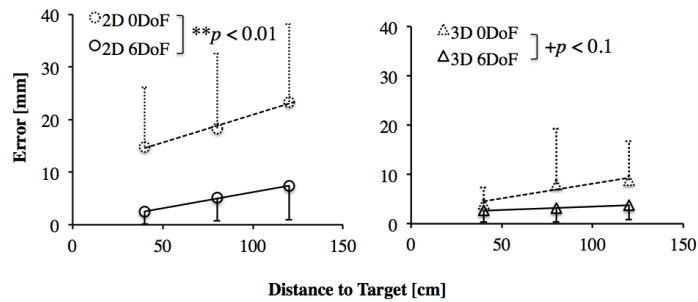 2D 0DoF
2D 6DoF
**p < 0.01
40
30
20
10
0
0
50
100
150
Error [mm]
3D 0DoF
3D 6DoF
+p < 0.1
40
30
20
10
0
0
50
100
150
Distance to Target [cm]